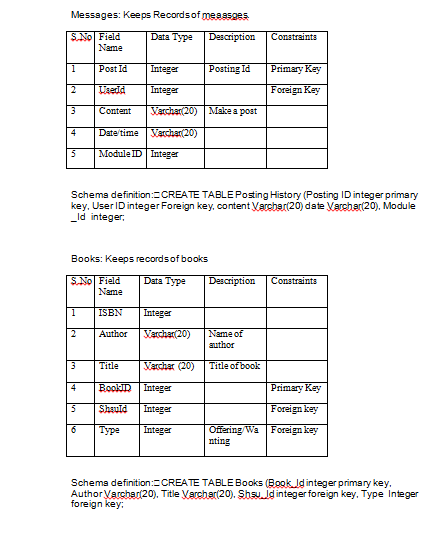 Messages: Keeps Records of mesasges
S.No Field Name Data Type Description Constraints
1 Post Id Integer Posting Id Primary Key
2 UserId Integer Foreign Key
3 Content Varchar(20) Make a post
4 Date/time Varchar(20)
5 Module ID Integer
Schema definition: CREATE TABLE Posting History (Posting ID integer primary
key, User ID integer Foreign key, content Varchar(20) date Varchar(20), Module
_Id integer;
Books: Keeps records of books
S.No Field Name Data Type Description Constraints
1 ISBN Integer
2 Author Varchar(20) Name of author
3 Title Varchar (20) Title of book
4 BookID Integer Primary Key
5 ShsuId Integer Foreign key
6 Type Integer Offering/Wanting Foreign key
Schema definition: CREATE TABLE Books (Book_Id integer primary key,
Author Varchar(20), Title Varchar(20), Shsu_Id integer foreign key, Type Integer
foreign key;